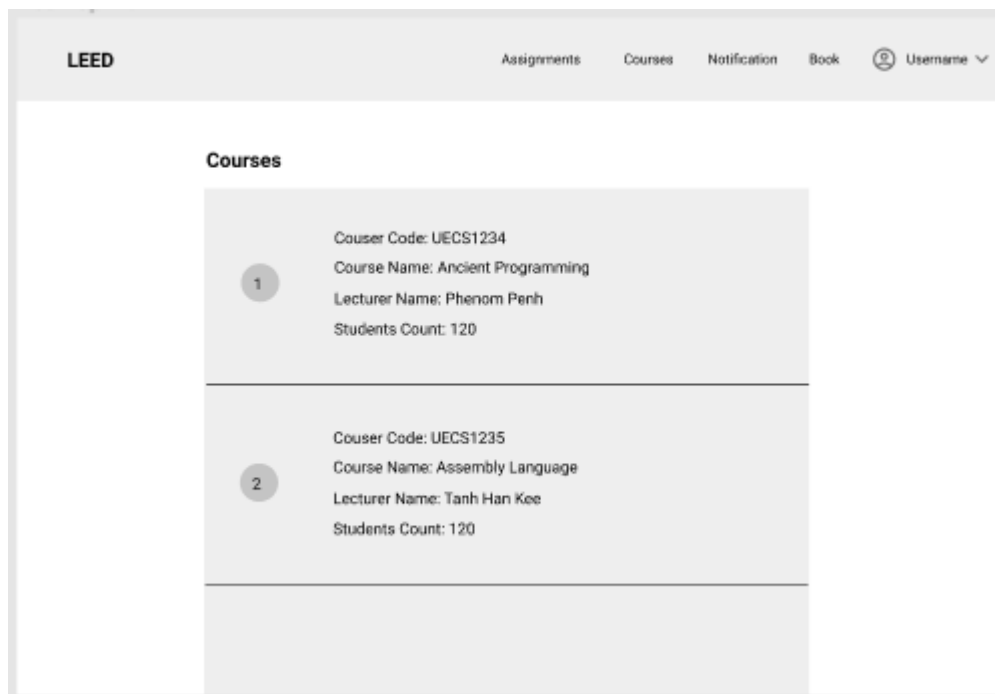 LEED
Assignments Courses Notification Book Username
Courses
1
Couser Code: UECS1234
Course Name: Ancient Programming
Lecturer Name: Phenom Penh
Students Count: 120
2
Couser Code: UECS1235
Course Name: Assembly Language
Lecturer Name: Tanh Han Kee
Students Count: 120